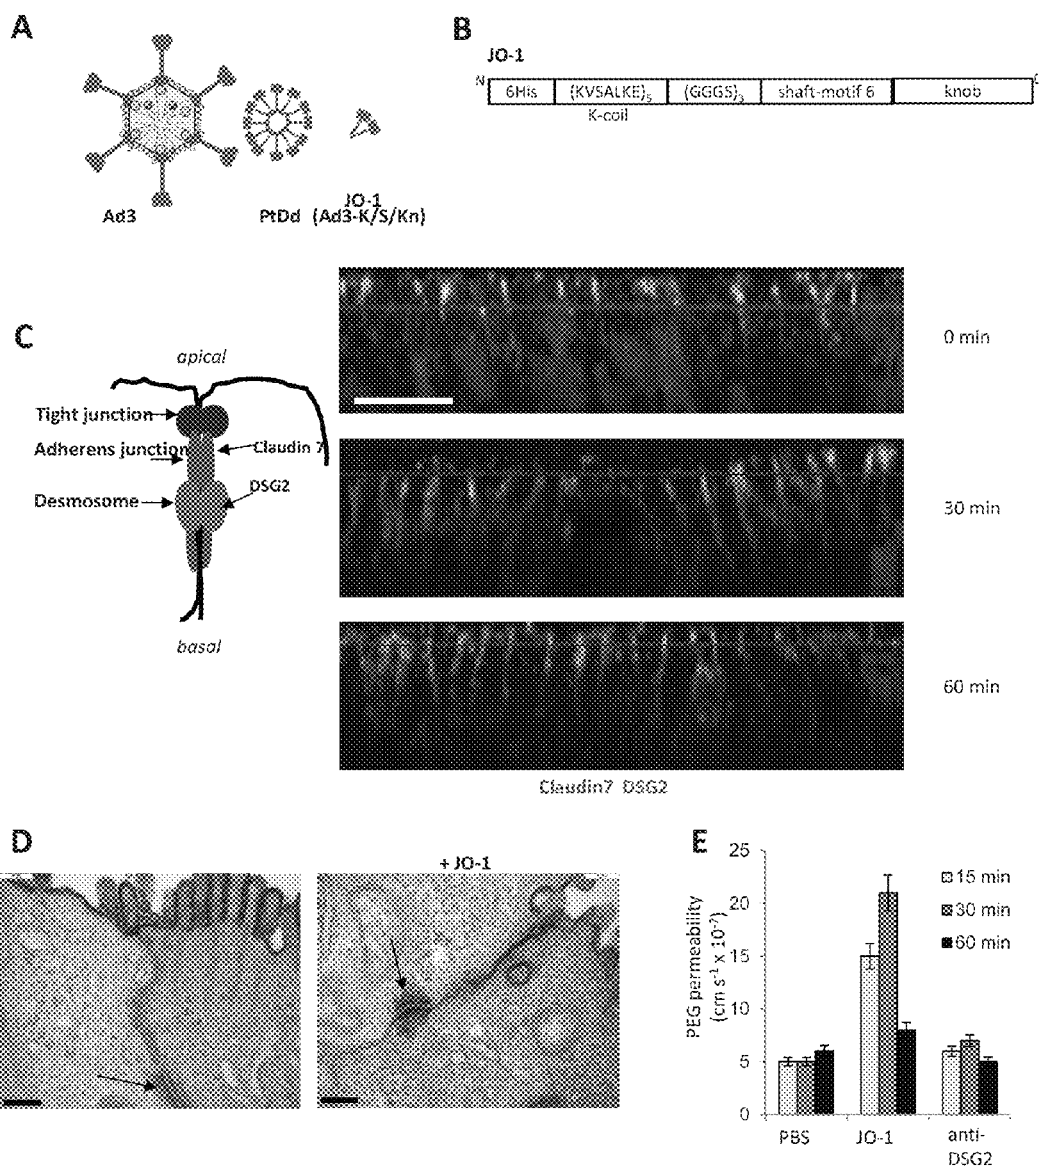 A
Ad3
PtDd
JO-1
(Ad3-K/S/Kn)
B
JO-1
N
6His
(KVSALKE)5
(GGGS)3
shaft-motif 6
knob
K-coil
C
apical
Tight junction
Adherens junction
Claudin 7
DSG2
Desmosome
basal
0 min
30 min
60 min
Claudin7 DSG2
D
+ JO-1
E
PEG permeability
(cm s-1 x 10-7)
25
20
15
10
5
0
15 min
30 min
60 min
PBS
JO-1
anti-
DSG2